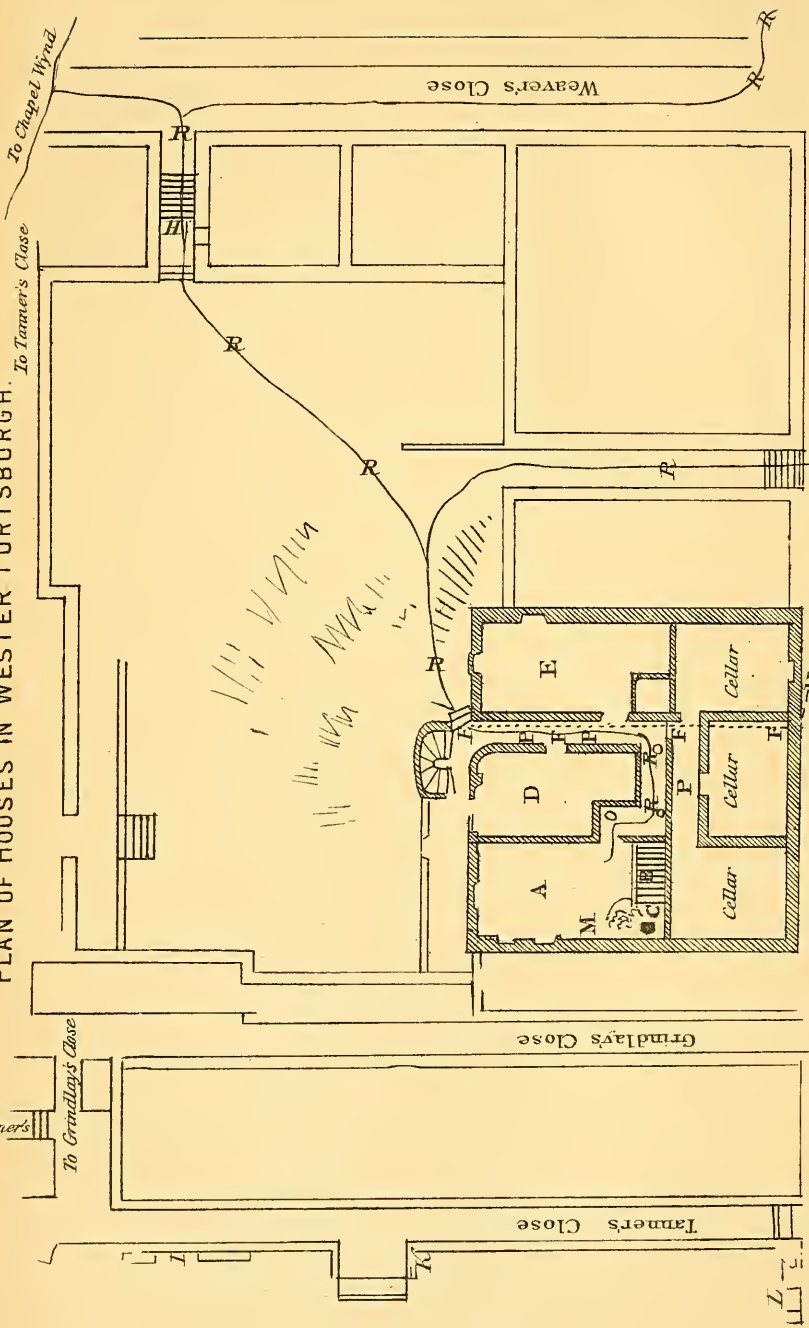 PLAN OF HOUSES IN WESTER PORTSBURGH.
To Chapel Wynd
To Tanner's Close
Weaver's Close
R
R
R
H
R
R
R
R
R
E
D
A
M
C
B
O
R
R
F
P
F
P
F
P
F
Cellar
Cellar
Cellar
Grindlay's Close
To Grindlay's Close
Tanner's Close
I
K
L